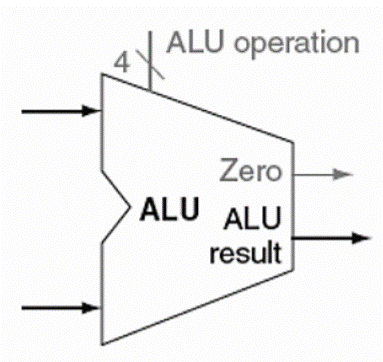 4 ALU operation
Zero
ALU ALU
result